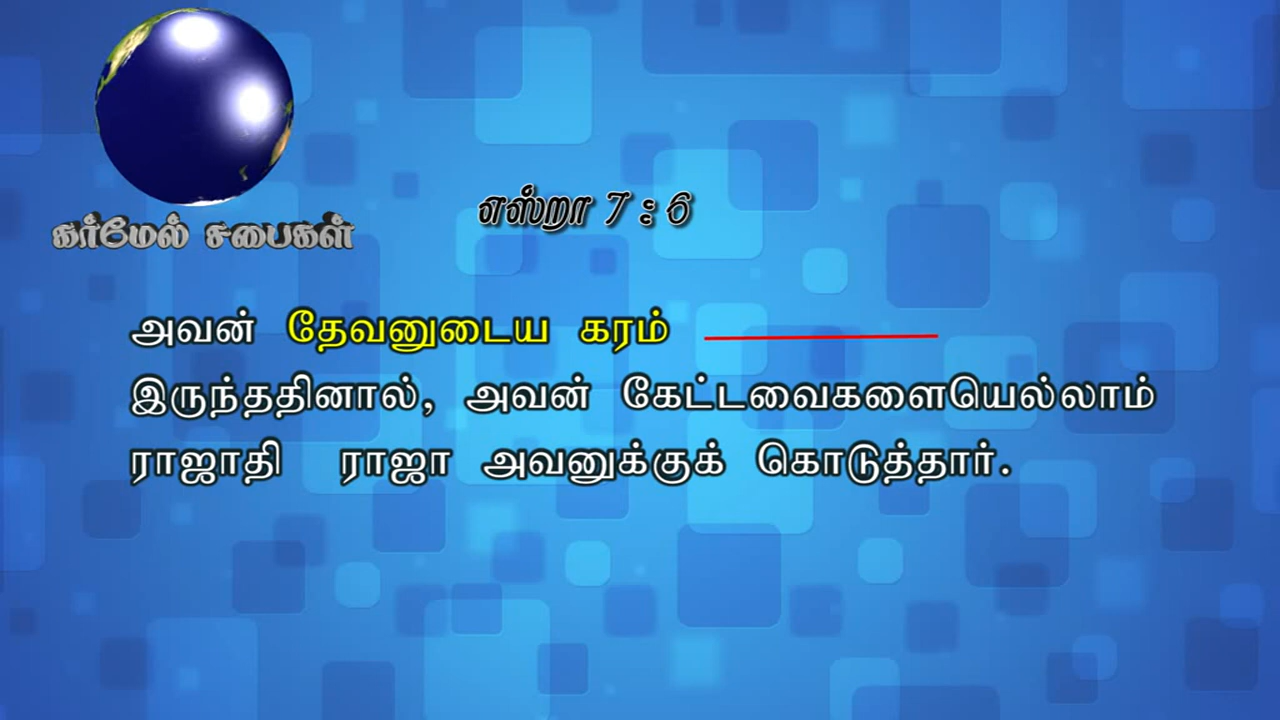 கர்மேல் சபைகள்
எஸ்றா 7 : 6
அவன் தேவனுடைய கரம்
இருந்ததினால், அவன் கேட்டவைகளையெல்லாம்
ராஜாதி ராஜா அவனுக்குக் கொடுத்தார்.